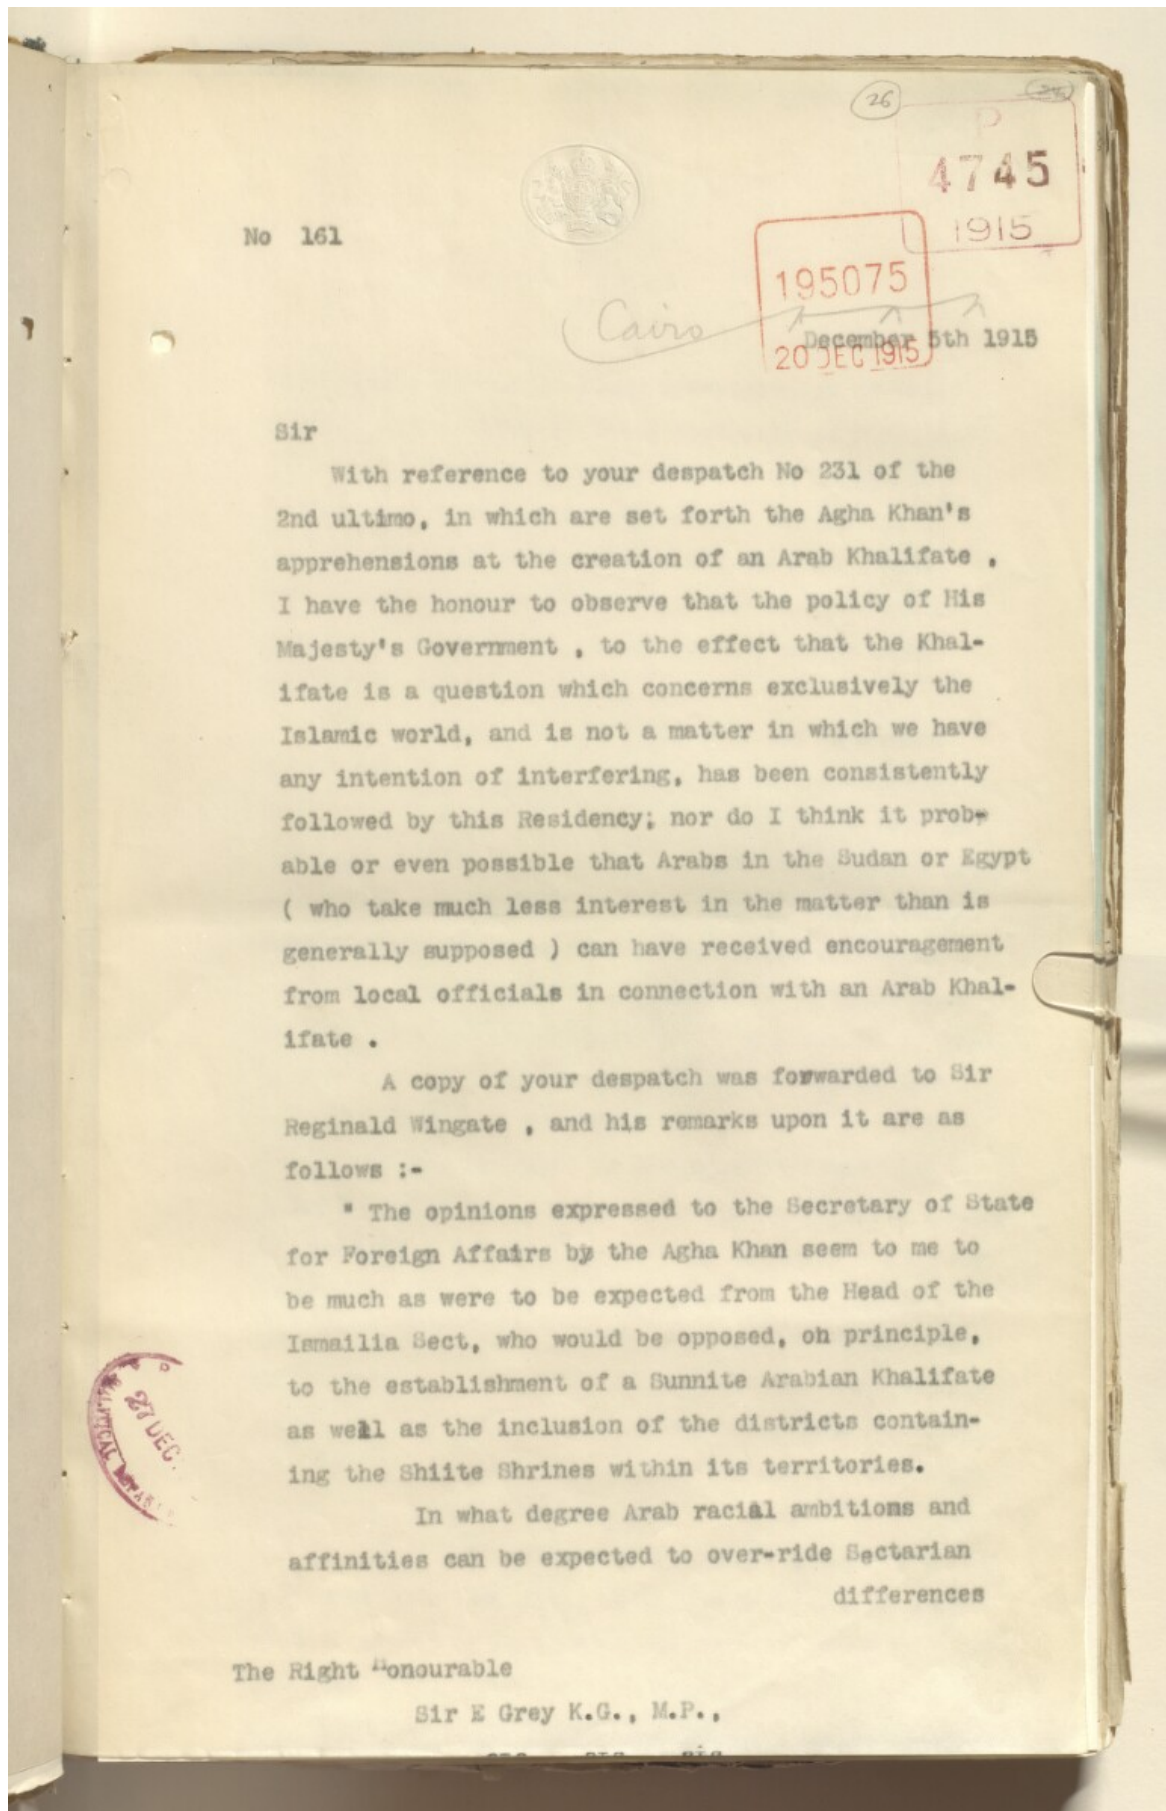 26
P
4745
1915
No 161
195075
Cairo
December 5th 1915
20 DEC 1915
Sir
With reference to your despatch No 231 of the
2nd ultimo, in which are set forth the Agha Khan's
apprehensions at the creation of an Arab Khalifate ,
I have the honour to observe that the policy of His
Majesty's Government , to the effect that the Khal-
ifate is a question which concerns exclusively the
Islamic world, and is not a matter in which we have
any intention of interfering, has been consistently
followed by this Residency; nor do I think it prob-
able or even possible that Arabs in the Sudan or Egypt
( who take much less interest in the matter than is
generally supposed ) can have received encouragement
from local officials in connection with an Arab Khal-
ifate .
A copy of your despatch was forwarded to Sir
Reginald Wingate , and his remarks upon it are as
follows :-
" The opinions expressed to the Secretary of State
for Foreign Affairs by the Agha Khan seem to me to
be much as were to be expected from the Head of the
Ismailia Sect, who would be opposed, on principle,
to the establishment of a Sunnite Arabian Khalifate
as well as the inclusion of the districts contain-
ing the Shiite Shrines within its territories.
27 DEC.
In what degree Arab racial ambitions and
affinities can be expected to over-ride Sectarian
differences
The Right Honourable
Sir E Grey K.G., M.P.,